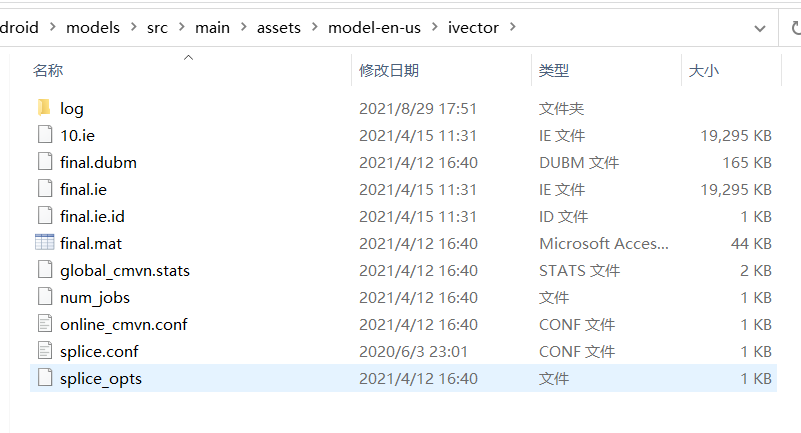 droid > models > src > main > assets > model-en-us > ivector >
名称 修改日期 类型 大小
log 2021/8/29 17:51 文件夹
10.ie 2021/4/15 11:31 IE 文件 19,295 KB
final.dubm 2021/4/12 16:40 DUBM 文件 165 KB
final.ie 2021/4/15 11:31 IE 文件 19,295 KB
final.ie.id 2021/4/15 11:31 ID 文件 1 KB
final.mat 2021/4/12 16:40 Microsoft Acces... 44 KB
global_cmvn.stats 2021/4/12 16:40 STATS 文件 2 KB
num_jobs 2021/4/12 16:40 文件 1 KB
online_cmvn.conf 2021/4/12 16:40 CONF 文件 1 KB
splice.conf 2020/6/3 23:01 CONF 文件 1 KB
splice_opts 2021/4/12 16:40 文件 1 KB